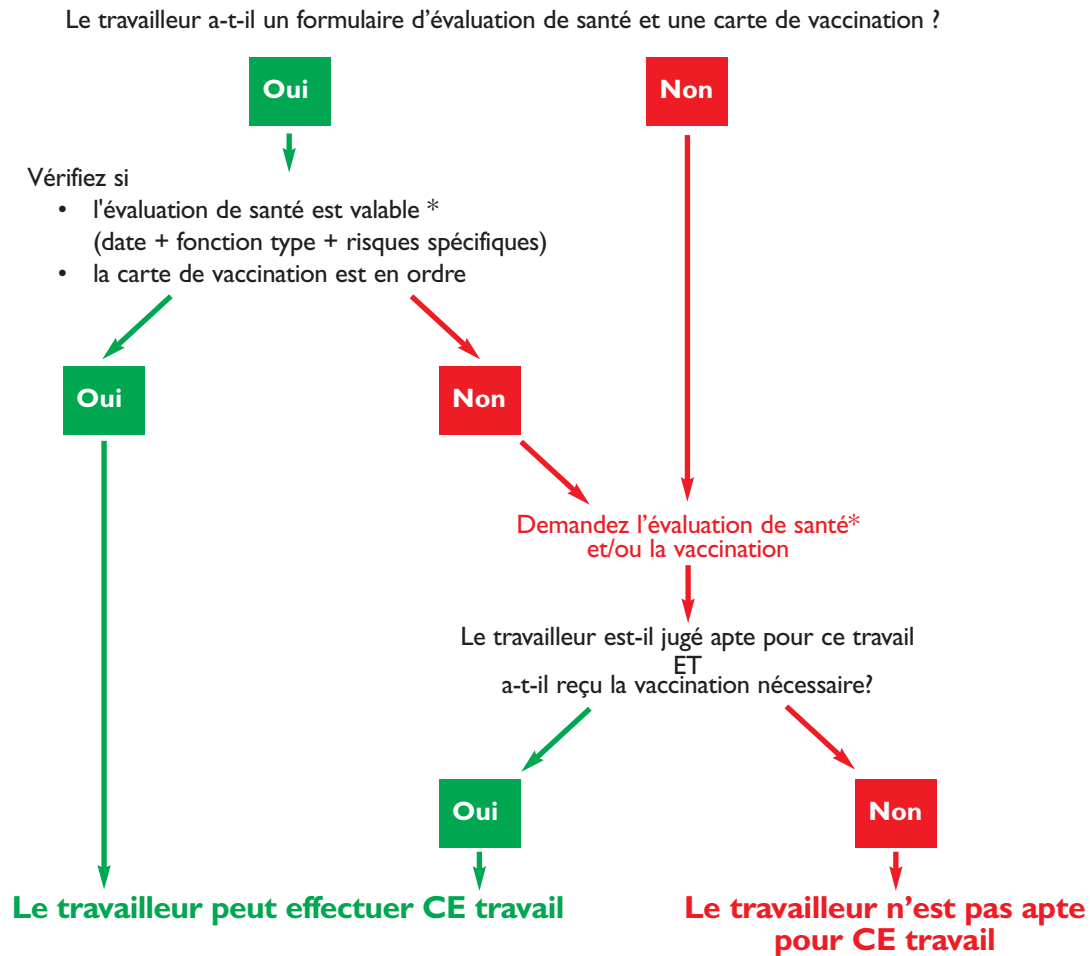 Le travailleur a-t-il un formulaire d'évaluation de santé et une carte de vaccination ?
Oui
Non
Vérifiez si
• l'évaluation de santé est valable *
(date + fonction type + risques spécifiques)
• la carte de vaccination est en ordre
Oui
Non
Demandez l'évaluation de santé*
et/ou la vaccination
Le travailleur est-il jugé apte pour ce travail
ET
a-t-il reçu la vaccination nécessaire?
Oui
Non
Le travailleur peut effectuer CE travail
Le travailleur n'est pas apte
pour CE travail